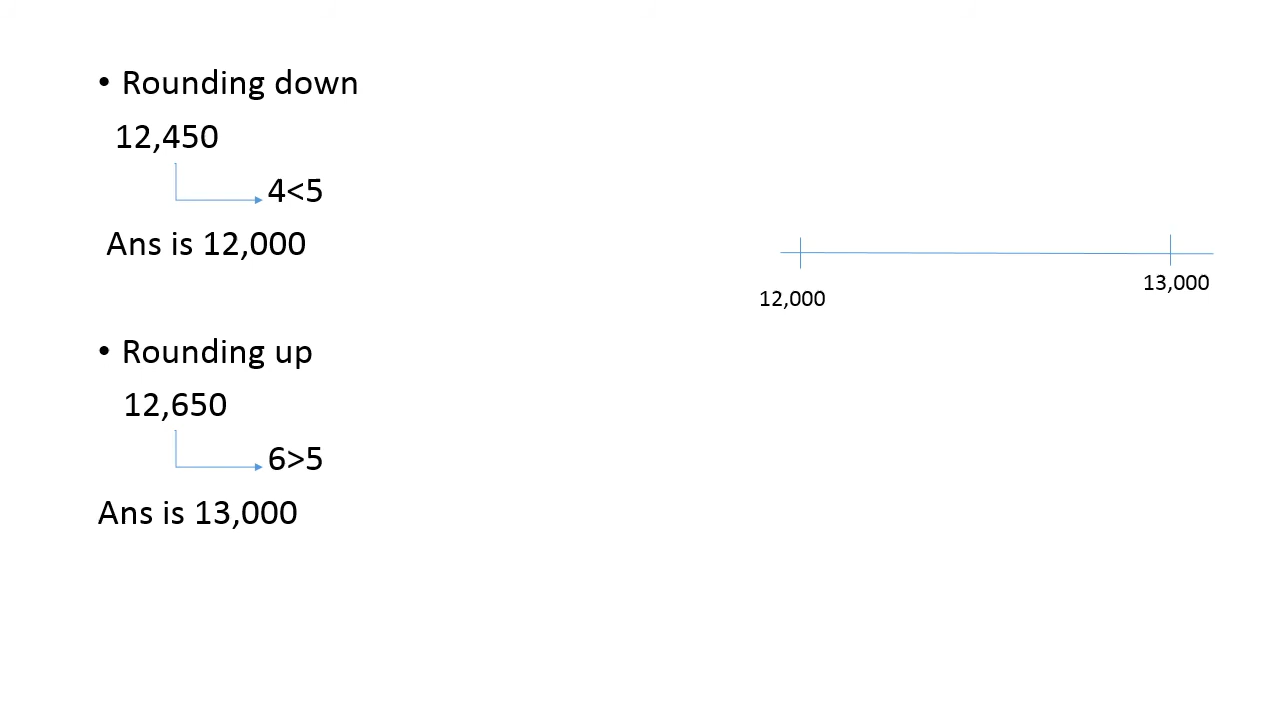 • Rounding down
12,450
4<5
Ans is 12,000
• Rounding up
12,650
6>5
Ans is 13,000
12,000
13,000